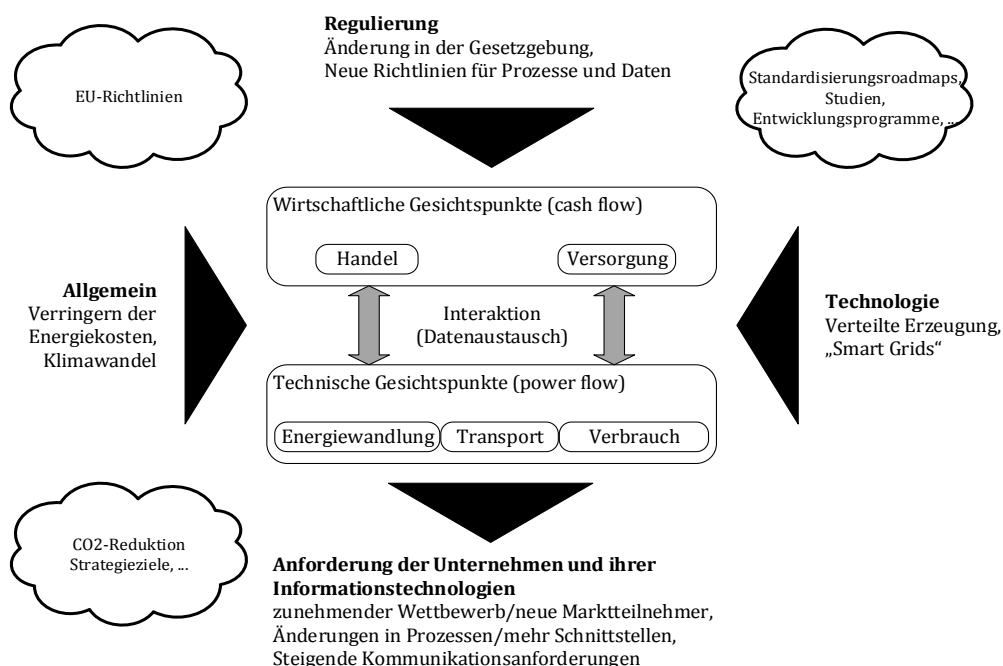 Regulierung
Änderung in der Gesetzgebung,
Neue Richtlinien für Prozesse und Daten
EU-Richtlinien
Standardisierungsroadmaps,
Studien,
Entwicklungsprogramme, ...
Wirtschaftliche Gesichtspunkte (cash flow)
Handel
Versorgung
Allgemein
Verringern der
Energiekosten,
Klimawandel
Interaktion
(Datenaustausch)
Technologie
Verteilte Erzeugung,
„Smart Grids“
Technische Gesichtspunkte (power flow)
Energiewandlung
Transport
Verbrauch
CO2-Reduktion
Strategieziele, ...
Anforderung der Unternehmen und ihrer
Informationstechnologien
zunehmender Wettbewerb/neue Marktteilnehmer,
Änderungen in Prozessen/mehr Schnittstellen,
Steigende Kommunikationsanforderungen